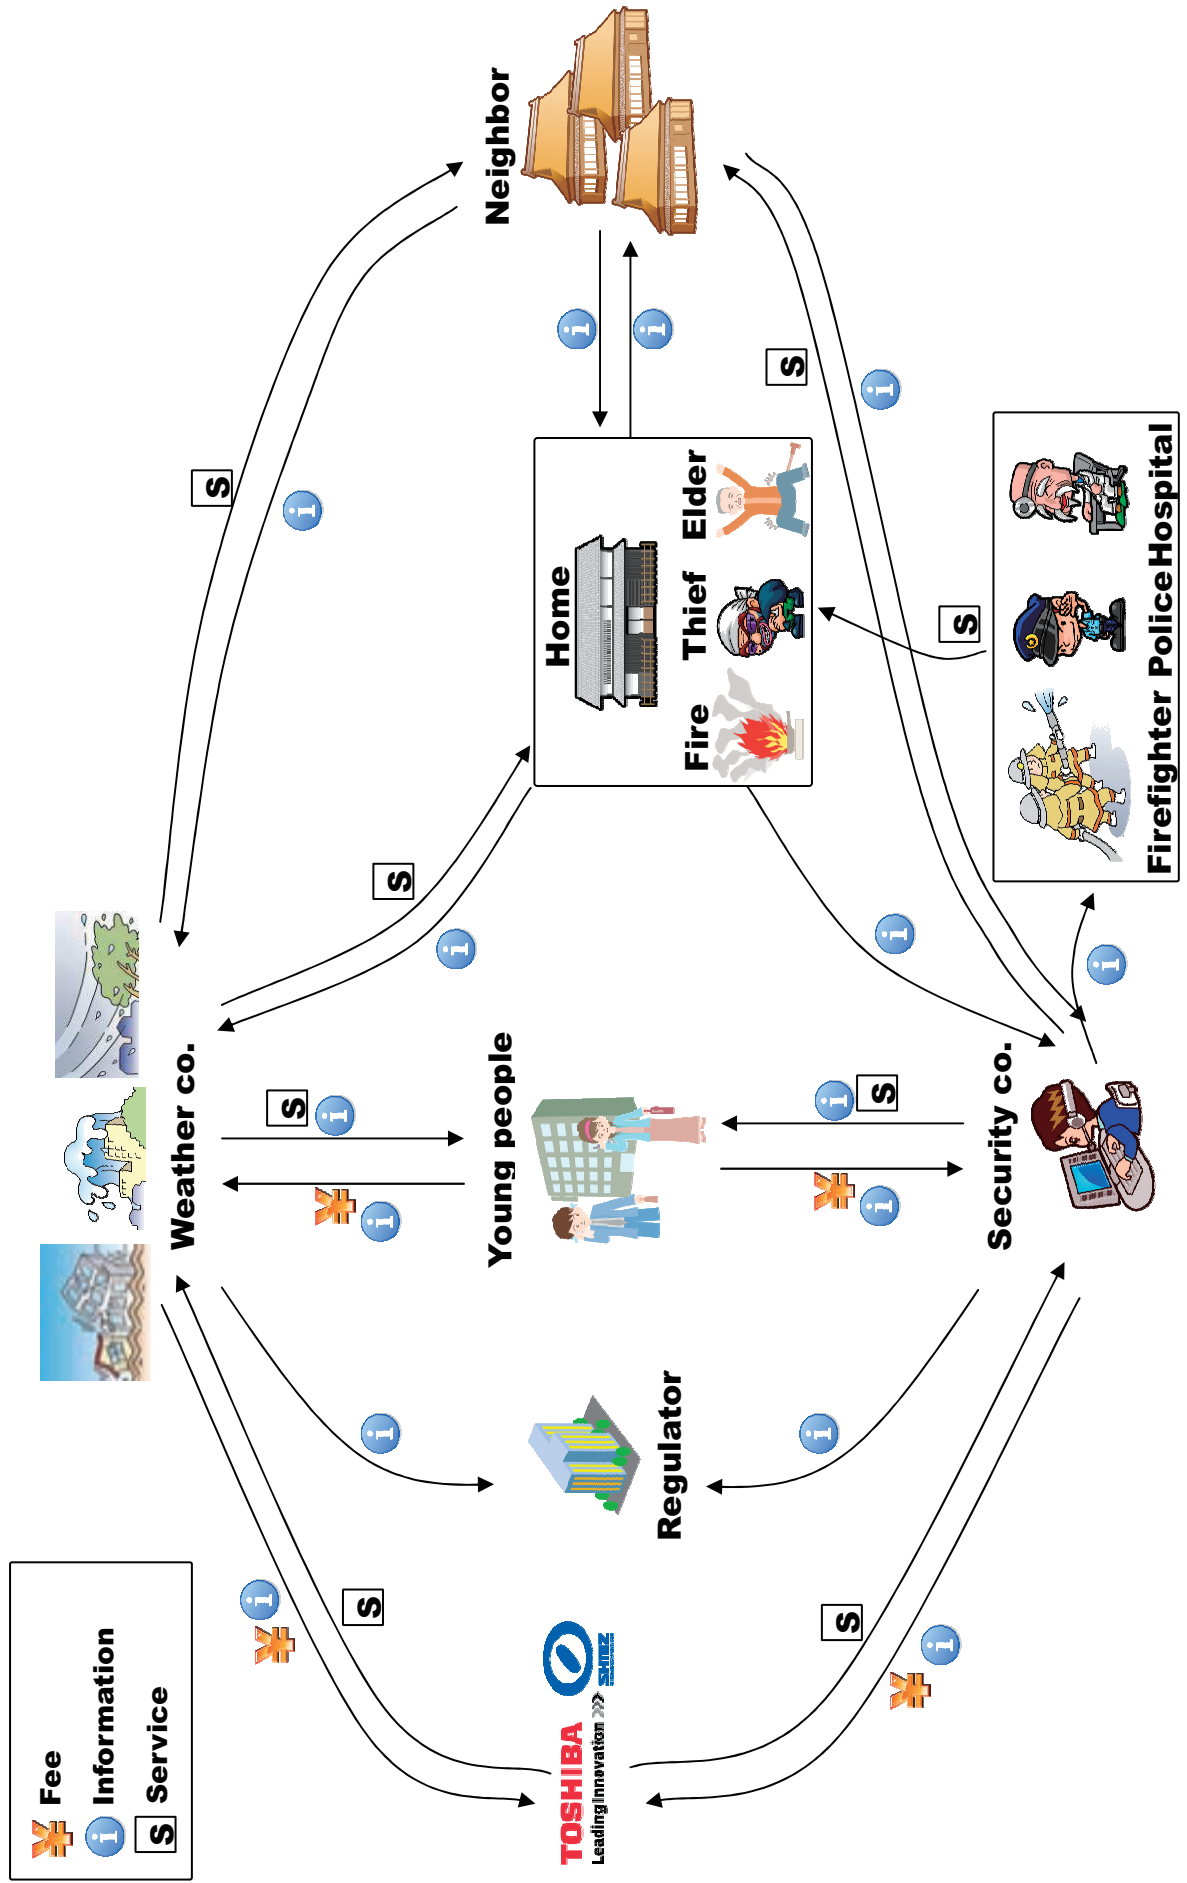 Fee
i Information
S Service
i
S
i
S
TOSHIBA
Leading Innovation >>>
SHIMZ
Regulator
i
i
Weather co.
i
S
i
Young people
i
S
i
Security co.
S
i
i
i
Home
Fire Thief Elder
S
Firefighter Police Hospital
S
i
i
i
S
i
Neighbor